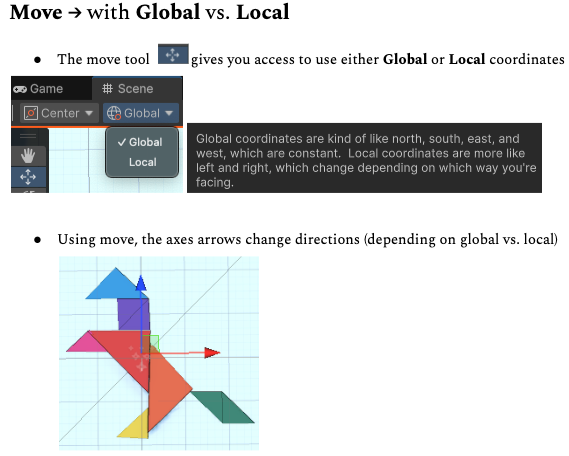 Move → with Global vs. Local
● The move tool gives you access to use either Global or Local coordinates
Game # Scene
Center Global
✓ Global
Local
Global coordinates are kind of like north, south, east, and
west, which are constant. Local coordinates are more like
left and right, which change depending on which way you're
facing.
● Using move, the axes arrows change directions (depending on global vs. local)